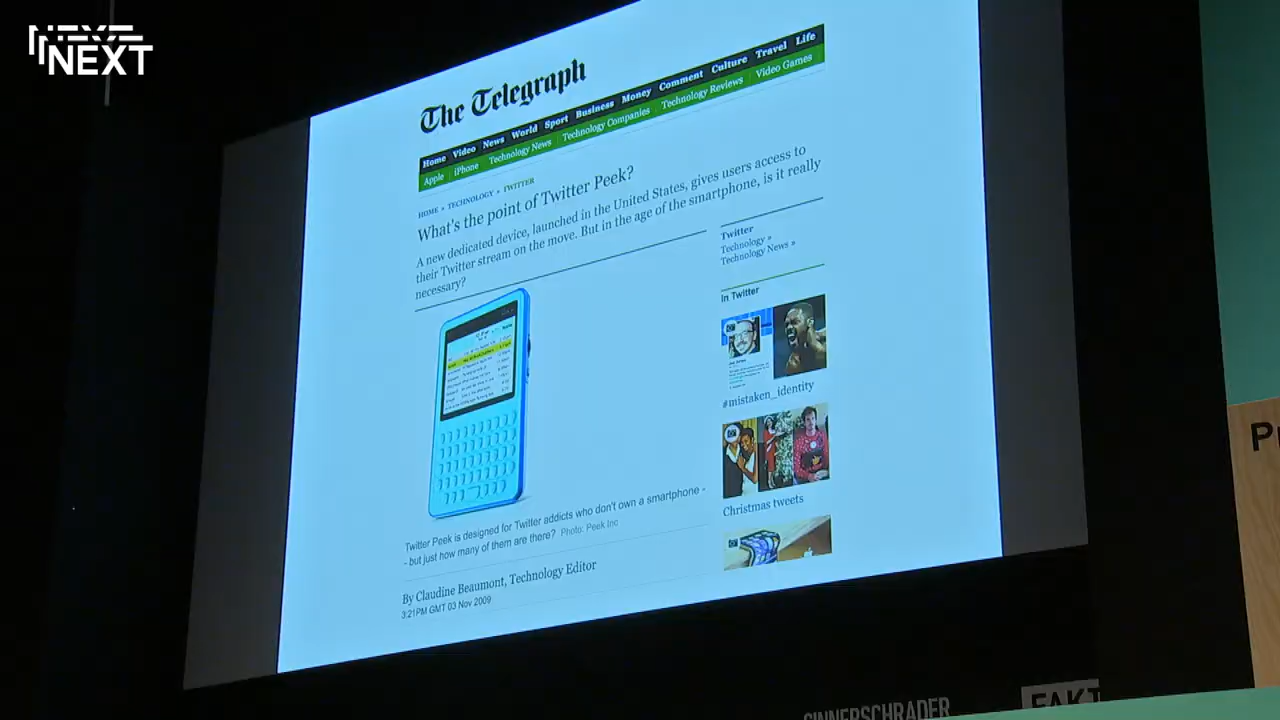 NEXT
NEXT
The Telegraph
Home Video News World Sport Business Money Comment Culture Travel Life
Apple iPhone Technology News Technology Companies Technology Reviews Video Games
HOME » TECHNOLOGY » TWITTER
What's the point of Twitter Peek?
A new dedicated device, launched in the United States, gives users access to
their Twitter stream on the move. But in the age of the smartphone, is it really
necessary?
Twitter
Technology »
Technology News »
In Twitter
#mistaken_identity
Christmas tweets
Twitter Peek is designed for Twitter addicts who don't own a smartphone -
- but just how many of them are there? Photo: Peek Inc
By Claudine Beaumont, Technology Editor
3:21PM GMT 03 Nov 2009
SINNERSCHRADER